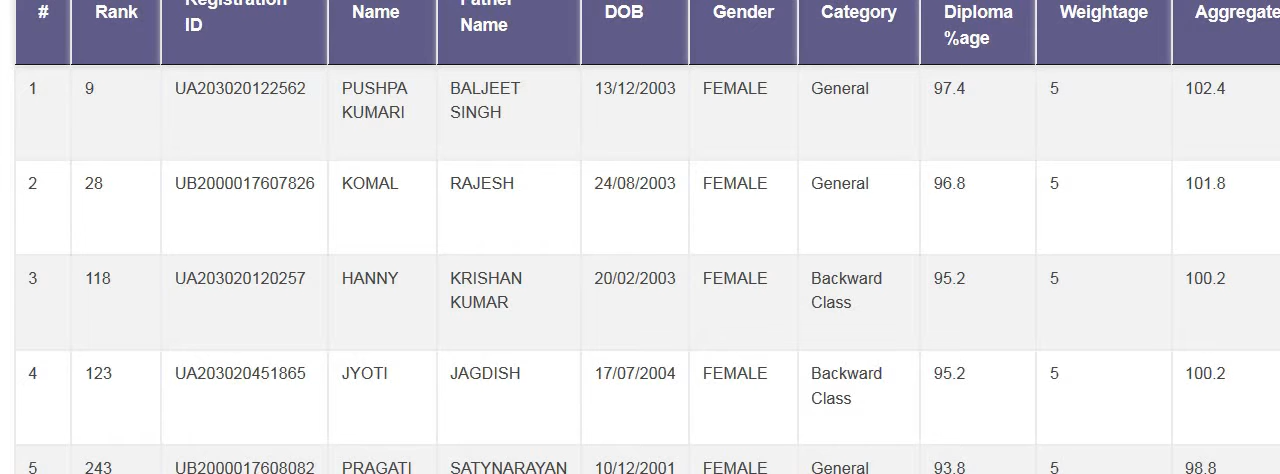 # Rank Registration ID Name Father Name DOB Gender Category Diploma %age Weightage Aggregate
1 9 UA203020122562 PUSHPA KUMARI BALJEET SINGH 13/12/2003 FEMALE General 97.4 5 102.4
2 28 UB2000017607826 KOMAL RAJESH 24/08/2003 FEMALE General 96.8 5 101.8
3 118 UA203020120257 HANNY KRISHAN KUMAR 20/02/2003 FEMALE Backward Class 95.2 5 100.2
4 123 UA203020451865 JYOTI JAGDISH 17/07/2004 FEMALE Backward Class 95.2 5 100.2
5 243 UB2000017608082 PRAGATI SATYNARAYAN 10/12/2001 FEMALE General 93.8 5 98.8